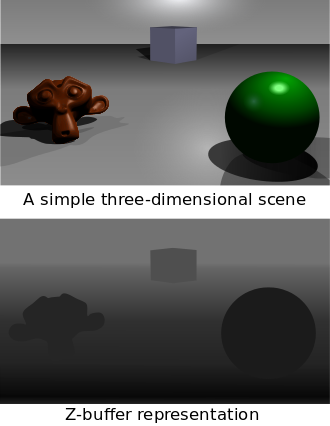 A simple three-dimensional scene
Z-buffer representation